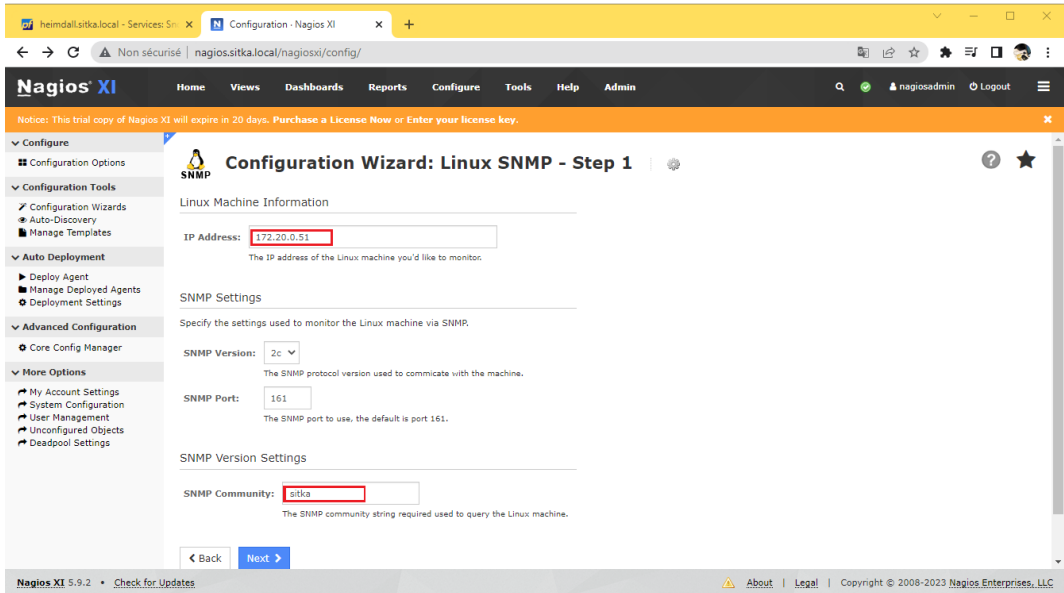 heimdall.sitka.local - Services: Sn
Configuration · Nagios XI
Non sécurisé | nagios.sitka.local/nagiosxi/config/
Nagios® XI
Home Views Dashboards Reports Configure Tools Help Admin
nagiosadmin Logout
Notice: This trial copy of Nagios XI will expire in 20 days. Purchase a License Now or Enter your license key.
Configure
Configuration Options
Configuration Tools
Configuration Wizards
Auto-Discovery
Manage Templates
Auto Deployment
Deploy Agent
Manage Deployed Agents
Deployment Settings
Advanced Configuration
Core Config Manager
More Options
My Account Settings
System Configuration
User Management
Unconfigured Objects
Deadpool Settings
SNMP
Configuration Wizard: Linux SNMP - Step 1
Linux Machine Information
IP Address: 172.20.0.51
The IP address of the Linux machine you'd like to monitor.
SNMP Settings
Specify the settings used to monitor the Linux machine via SNMP.
SNMP Version: 2c
The SNMP protocol version used to commicate with the machine.
SNMP Port: 161
The SNMP port to use, the default is port 161.
SNMP Version Settings
SNMP Community: sitka
The SNMP community string required used to query the Linux machine.
Back Next
Nagios XI 5.9.2 • Check for Updates
About | Legal | Copyright © 2008-2023 Nagios Enterprises, LLC